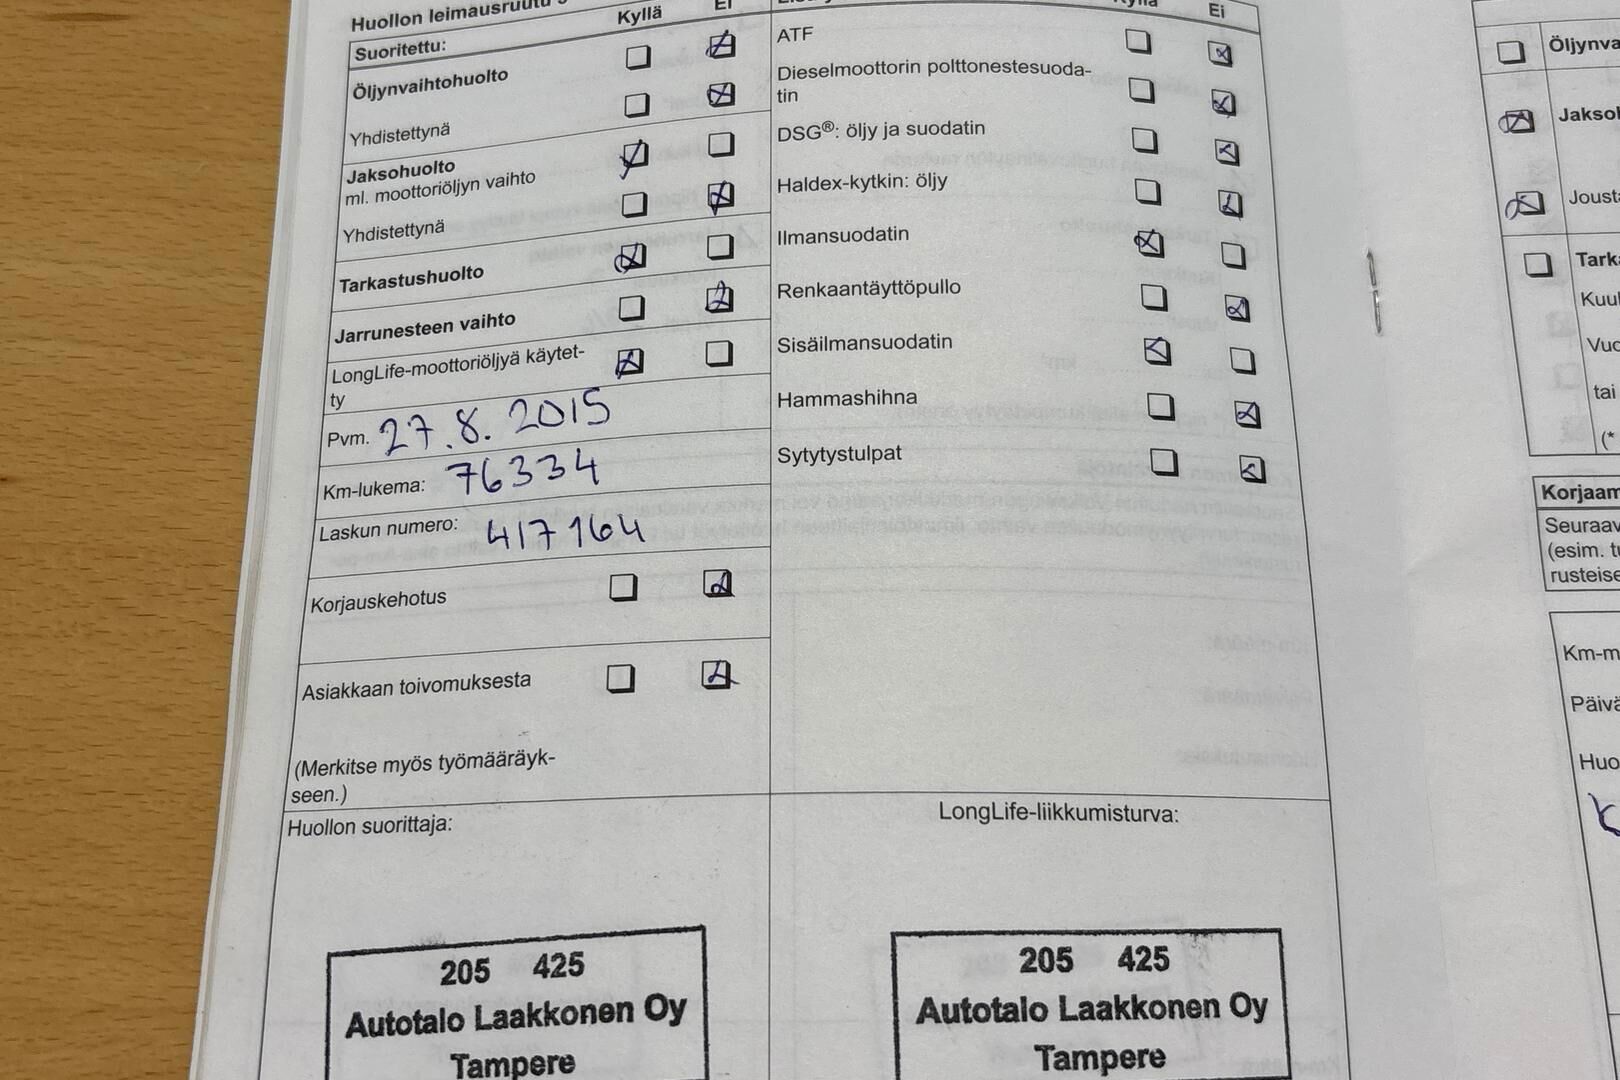 Huollon leimausruutu
Kyllä Ei
Suoritettu:
Öljynvaihtohuolto
Yhdistettynä
Jaksohuolto
ml. moottoriöljyn vaihto
Yhdistettynä
Tarkastushuolto
Jarrunesteen vaihto
LongLife-moottoriöljyä käytet-
ty
Pvm. 27.8.2015
Km-lukema: 76334
Laskun numero: 417164
Korjauskehotus
Asiakkaan toivomuksesta
(Merkitse myös työmääräyk-
seen.)
Huollon suorittaja:
205 425
Autotalo Laakkonen Oy
Tampere
Ei
ATF
Dieselmoottorin polttonestesuoda-
tin
DSG®: öljy ja suodatin
Haldex-kytkin: öljy
Ilmansuodatin
Renkaantäyttöpullo
Sisäilmansuodatin
Hammashihna
Sytytystulpat
LongLife-liikkumisturva:
205 425
Autotalo Laakkonen Oy
Tampere
Öljynva
Jakso
Joust
Tark
Kuu
Vuo
tai
(*
Korjaam
Seuraav
(esim. tu
rusteise
Km-m
Päivä
Huo